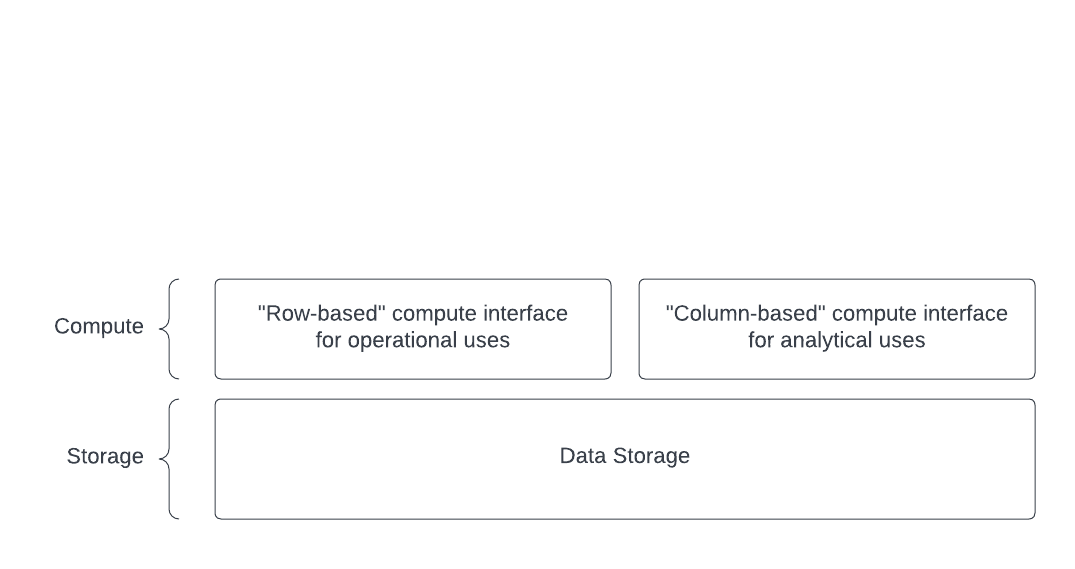 Compute
"Row-based" compute interface
for operational uses
"Column-based" compute interface
for analytical uses
Storage
Data Storage